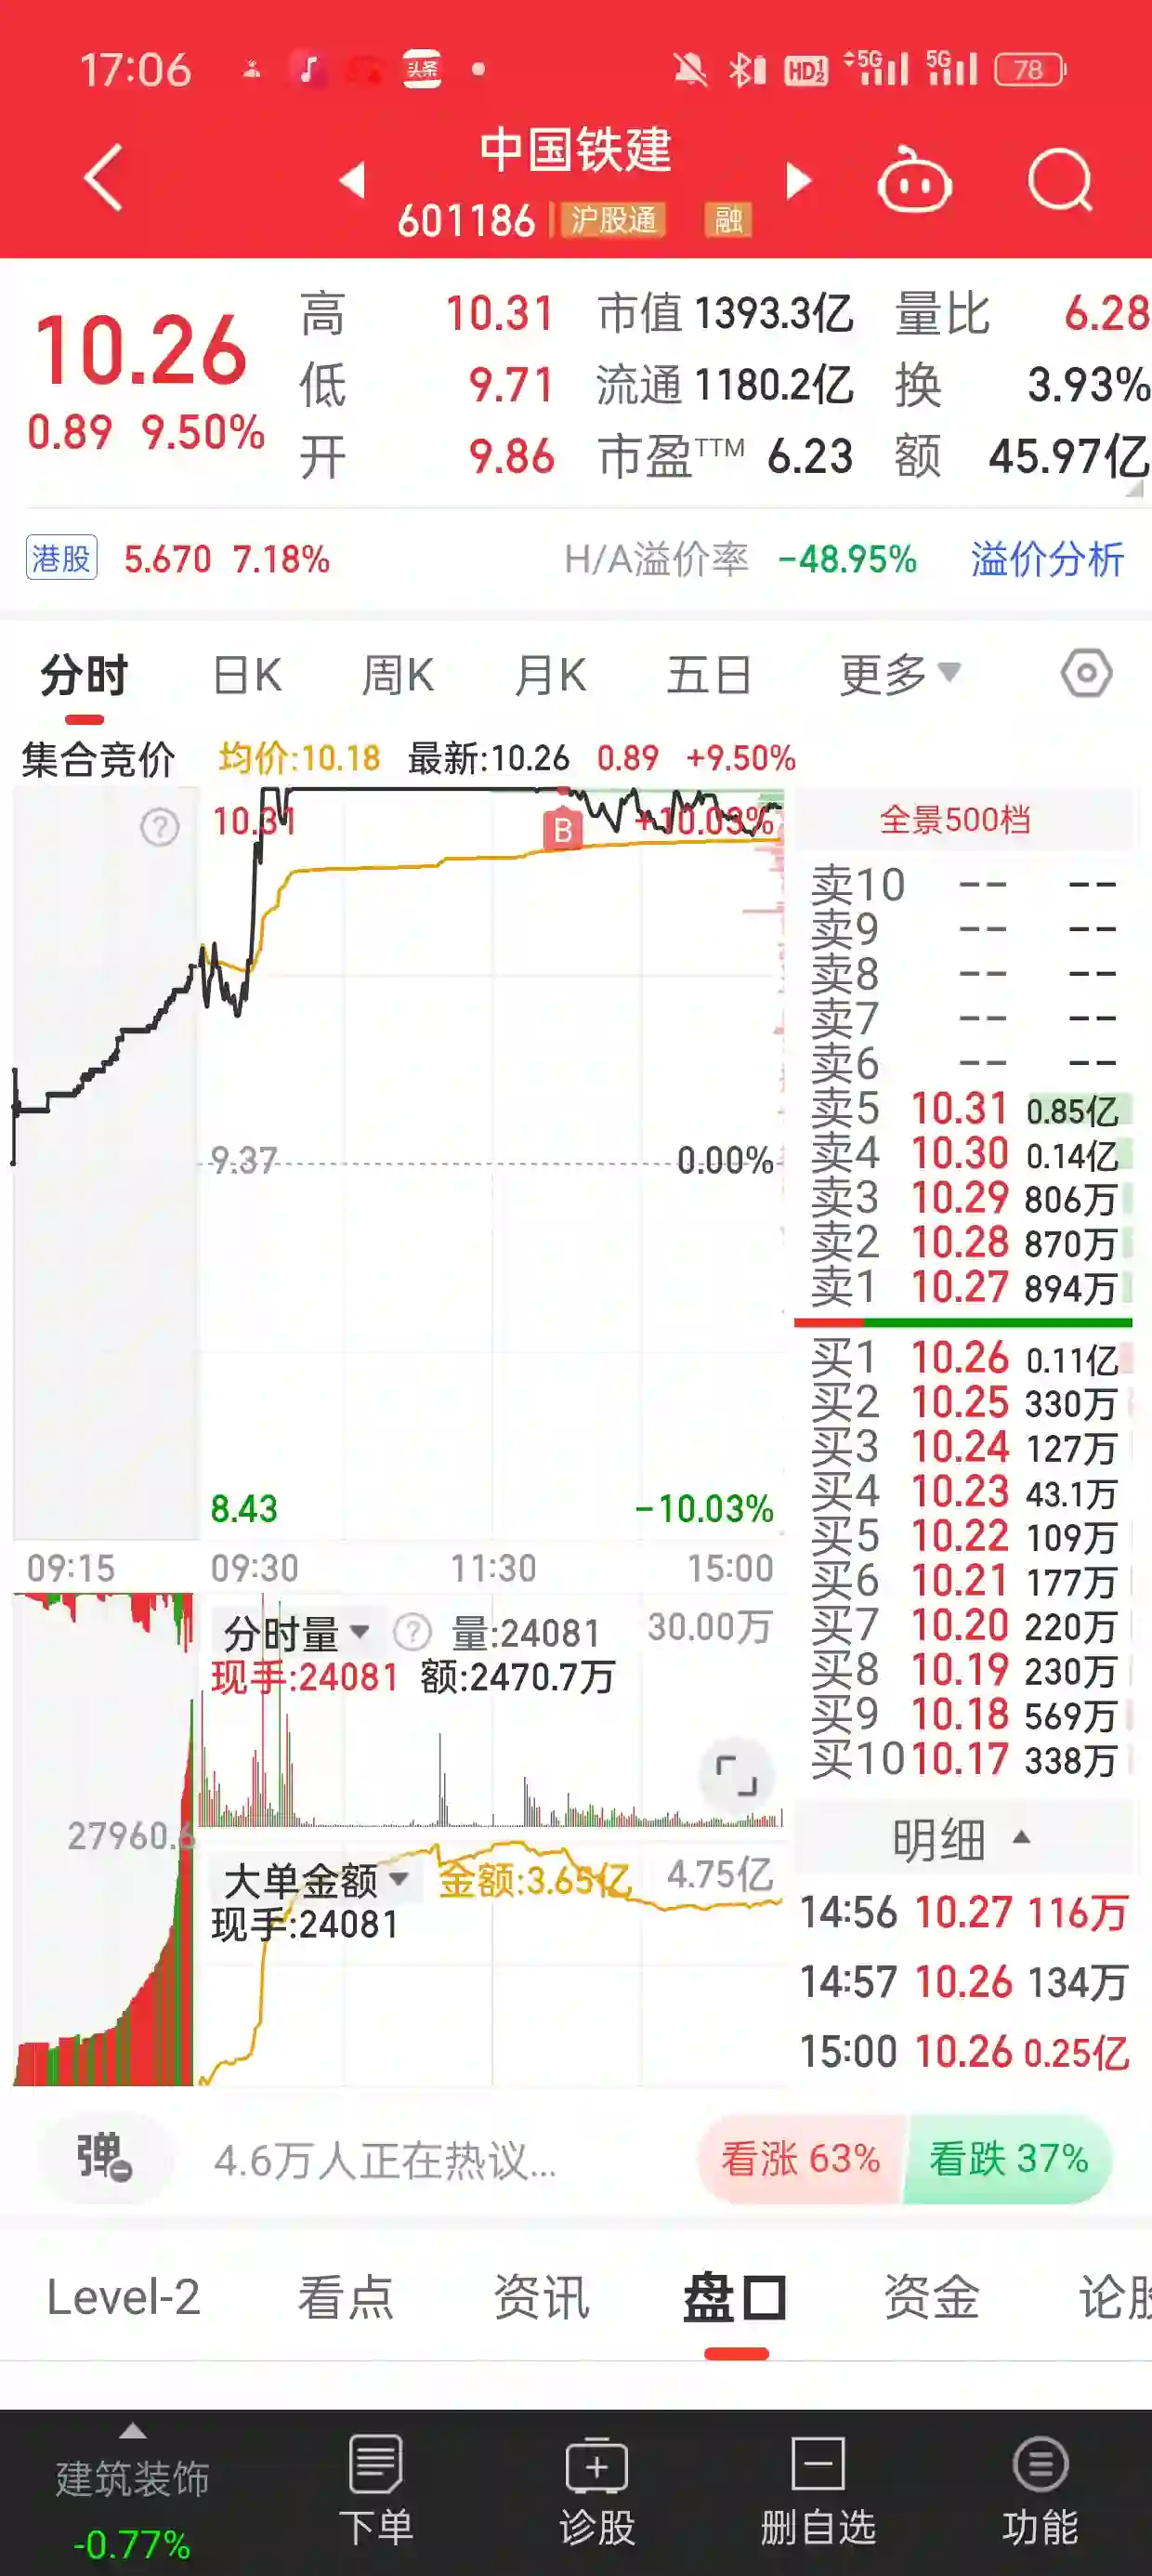 17:06 头条 HD 1 2 5G 5G 78
中国铁建
601186 沪股通 融
10.26 高 10.31 市值 1393.3亿 量比 6.28
0.89 9.50% 低 9.71 流通 1180.2亿 换 3.93%
开 9.86 市盈TTM 6.23 额 45.97亿
港股 5.670 7.18% H/A溢价率 -48.95% 溢价分析
分时 日K 周K 月K 五日 更多
集合竞价 均价:10.18 最新:10.26 0.89 +9.50%
? 10.31 B +10.03%
9.37 0.00%
8.43 -10.03%
09:15 09:30 11:30 15:00
分时量 ? 量:24081 30.00万
现手:24081 额:2470.7万
27960.6
大单金额 金额:3.65亿 4.75亿
现手:24081
全景500档
卖10 -- --
卖9 -- --
卖8 -- --
卖7 -- --
卖6 -- --
卖5 10.31 0.85亿
卖4 10.30 0.14亿
卖3 10.29 806万
卖2 10.28 870万
卖1 10.27 894万
买1 10.26 0.11亿
买2 10.25 330万
买3 10.24 127万
买4 10.23 43.1万
买5 10.22 109万
买6 10.21 177万
买7 10.20 220万
买8 10.19 230万
买9 10.18 569万
买10 10.17 338万
明细
14:56 10.27 116万
14:57 10.26 134万
15:00 10.26 0.25亿
弹 4.6万人正在热议... 看涨 63% 看跌 37%
Level-2 看点 资讯 盘口 资金 论股
建筑装饰 下单 诊股 删自选 功能
-0.77%